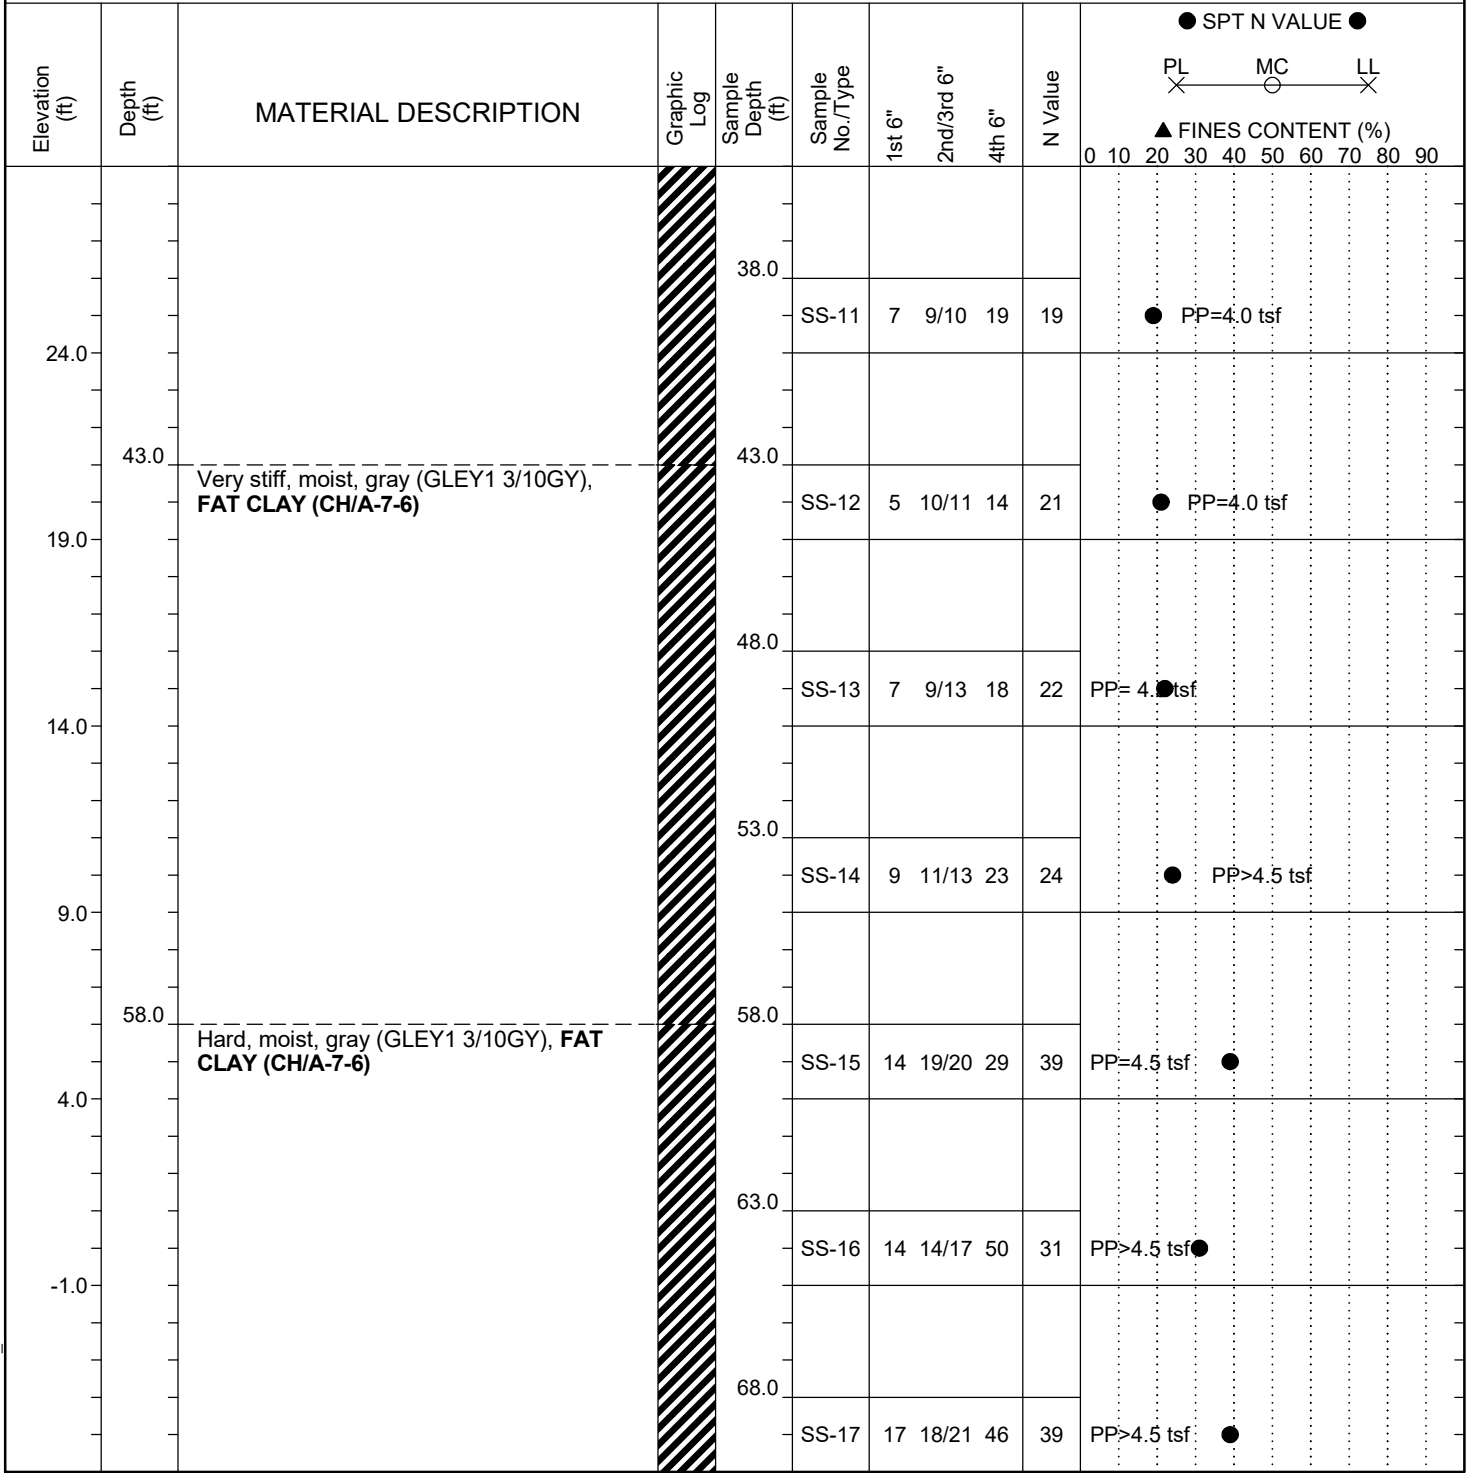 ● SPT N VALUE ●
PL MC LL
▲ FINES CONTENT (%)
0 10 20 30 40 50 60 70 80 90
Elevation (ft)
Depth (ft)
MATERIAL DESCRIPTION
Graphic Log
Sample Depth (ft)
Sample No./Type
1st 6"
2nd/3rd 6"
4th 6"
N Value
38.0
SS-11 7 9/10 19 19 PP=4.0 tsf
24.0
43.0 43.0
Very stiff, moist, gray (GLEY1 3/10GY),
FAT CLAY (CH/A-7-6)
SS-12 5 10/11 14 21 PP=4.0 tsf
19.0
48.0
SS-13 7 9/13 18 22 PP= 4. tsf
14.0
53.0
SS-14 9 11/13 23 24 PP>4.5 tsf
9.0
58.0 58.0
Hard, moist, gray (GLEY1 3/10GY), FAT
CLAY (CH/A-7-6)
SS-15 14 19/20 29 39 PP=4.5 tsf
4.0
63.0
SS-16 14 14/17 50 31 PP>4.5 tsf
-1.0
68.0
SS-17 17 18/21 46 39 PP>4.5 tsf